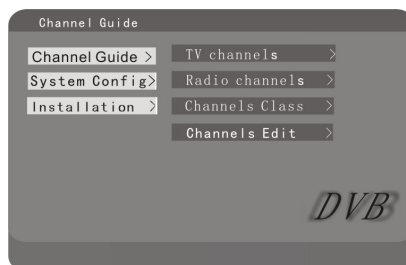 Channel Guide
Channel Guide >
System Config>
Installation >
TV channels >
Radio channels >
Channels Class >
Channels Edit >
DVB